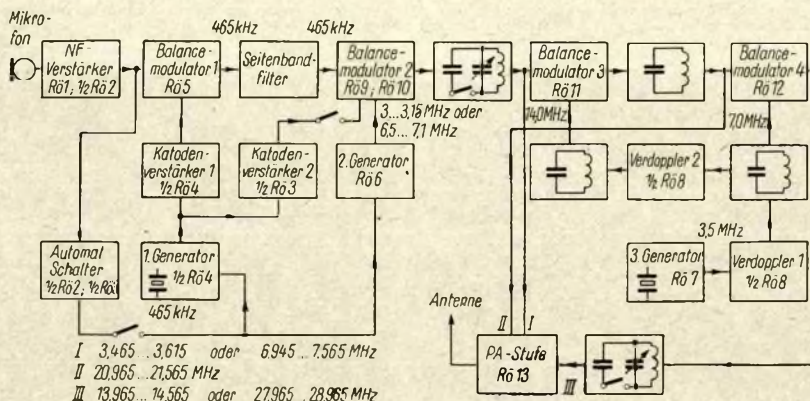 Mikro-
fon
NF-
Verstärker
Rö1; ½Rö2
Balance-
modulator 1
Rö5
465kHz
Seitenband-
filter
465kHz
Balance-
modulator 2
Rö9; Rö10
3...3,15 MHz oder
6,5...7,1 MHz
Balance-
modulator 3
Rö11
Balance-
modulator 4
Rö12
14,0MHz
7,0MHz
Katoden-
verstärker 1
½Rö4
Katoden-
verstärker 2
½Rö3
2. Generator
Rö6
Verdoppler 2
½Rö8
Automat
Schalter
½Rö2; ½Rö
1. Generator
½Rö4
465kHz
3,5MHz
3. Generator
Rö7
Verdoppler 1
½Rö8
Antenne
II
I
PA-Stufe
Rö13
III
I 3,465...3,615 oder 6,945...7,565 MHz
II 20,965...21,565 MHz
III 13,965...14,565 oder 27,965...28,965 MHz